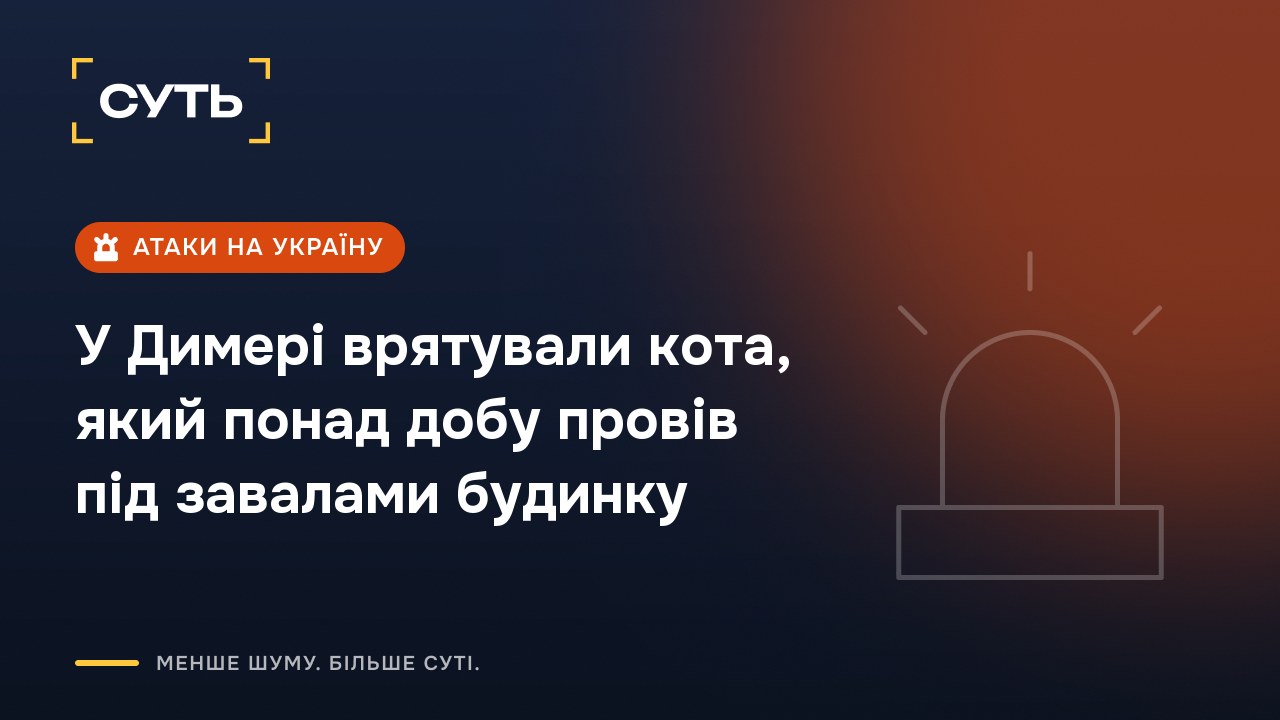 СУТЬ
АТАКИ НА УКРАЇНУ
У Димері врятували кота,
який понад добу провів
під завалами будинку
МЕНШЕ ШУМУ. БІЛЬШЕ СУТІ.